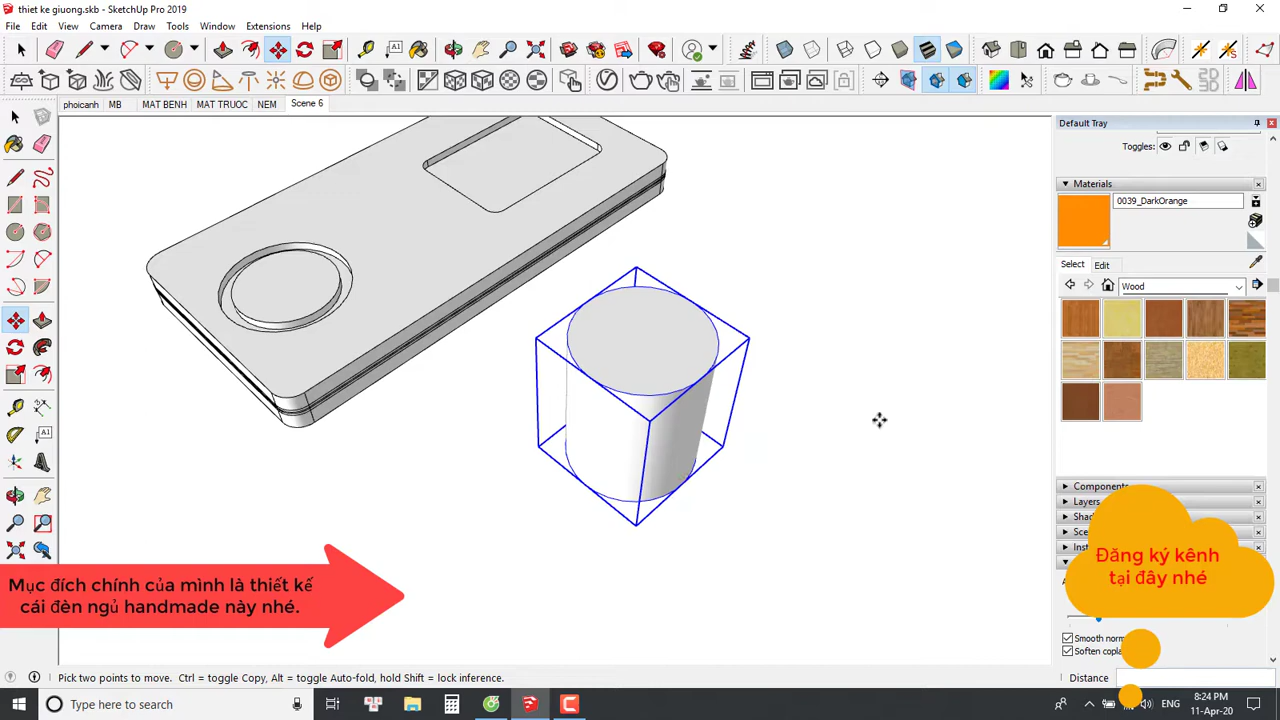 thiet ke giuong.skb - SketchUp Pro 2019
File Edit View Camera Draw Tools Window Extensions Help
phoicanh MB MAT BENH MAT TRUOC NEM Scene 6
Default Tray
Toggles:
Materials
0039_DarkOrange
Select Edit
Wood
Components
Layers
Đăng ký kênh
tại đây nhé
Mục đích chính của mình là thiết kế
cái đèn ngủ handmade này nhé.
Smooth
Soften
Pick two points to move. Ctrl = toggle Copy, Alt = toggle Auto-fold, hold Shift = lock inference.
Distance
Type here to search
ENG
8:24 PM
11-Apr-20